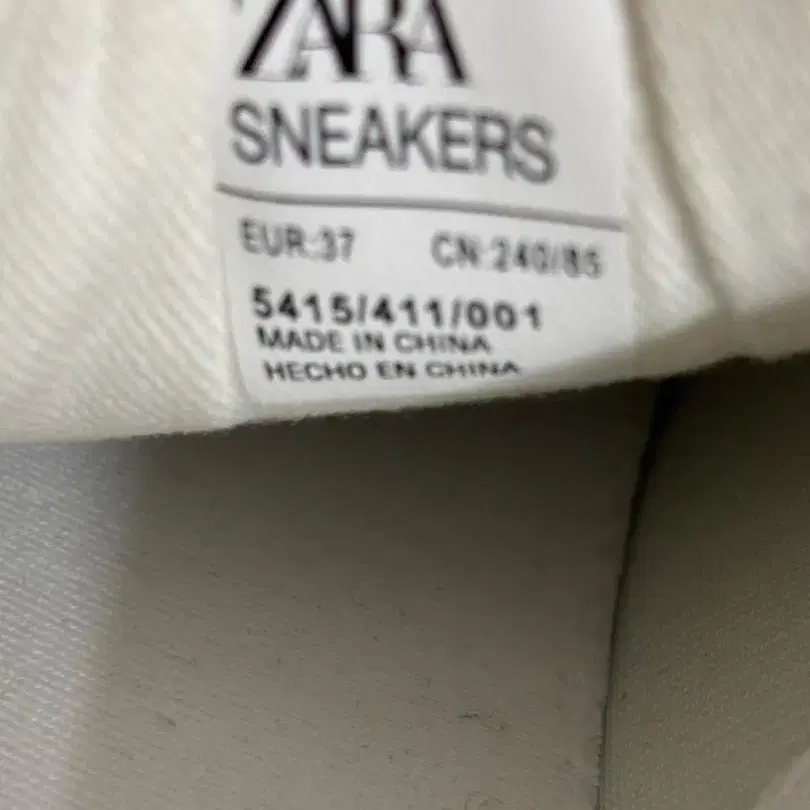 ZARA
SNEAKERS
EUR:37 CN:240/85
5415/411/001
MADE IN CHINA
HECHO EN CHINA